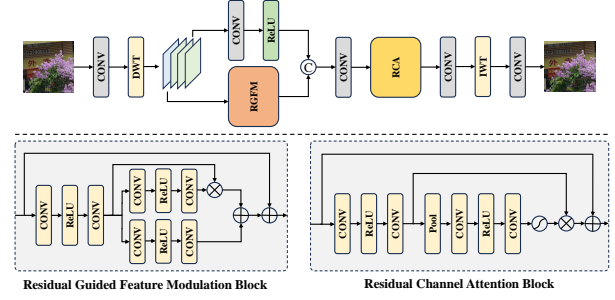 CONV
DWT
CONV
ReLU
RGFM
C
CONV
RCA
CONV
IWT
CONV
CONV
ReLU
CONV
CONV
ReLU
CONV
CONV
ReLU
CONV
CONV
ReLU
CONV
Pool
CONV
ReLU
CONV
Residual Guided Feature Modulation Block
Residual Channel Attention Block